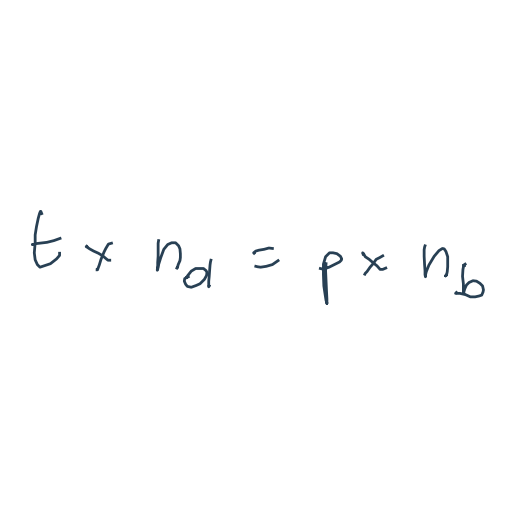 t × n_a = p × n_b